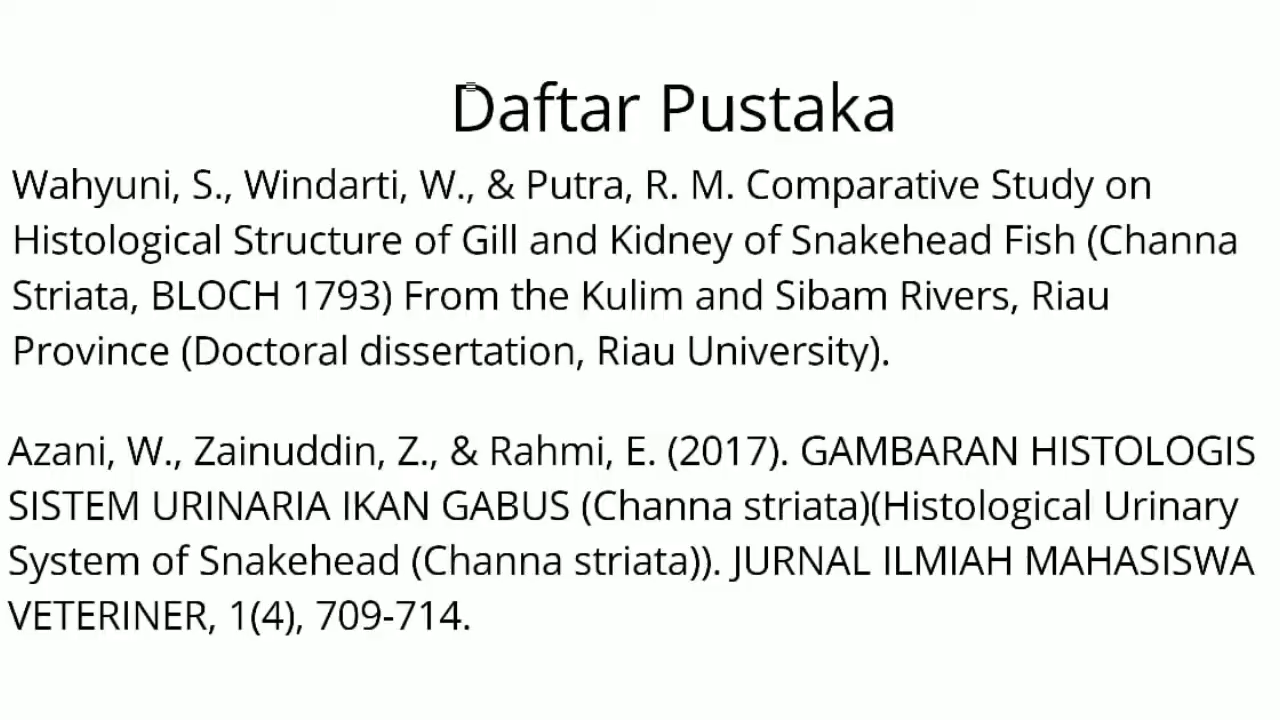 Daftar Pustaka
Wahyuni, S., Windarti, W., & Putra, R. M. Comparative Study on
Histological Structure of Gill and Kidney of Snakehead Fish (Channa
Striata, BLOCH 1793) From the Kulim and Sibam Rivers, Riau
Province (Doctoral dissertation, Riau University).
Azani, W., Zainuddin, Z., & Rahmi, E. (2017). GAMBARAN HISTOLOGIS
SISTEM URINARIA IKAN GABUS (Channa striata)(Histological Urinary
System of Snakehead (Channa striata)). JURNAL ILMIAH MAHASISWA
VETERINER, 1(4), 709-714.